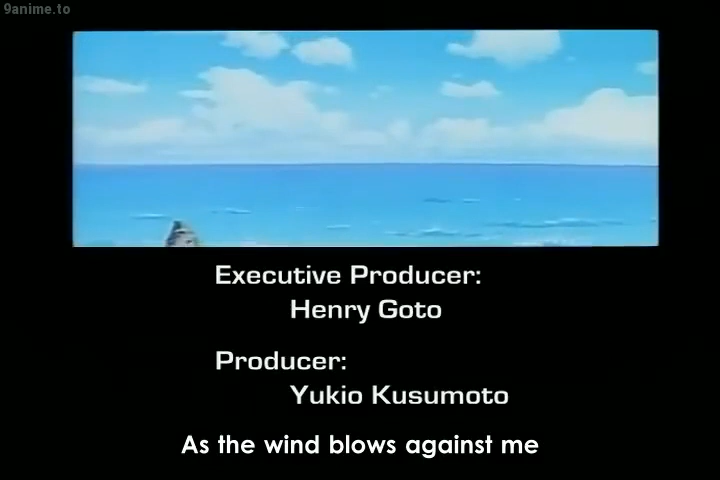 9anime.to
Executive Producer:
Henry Goto
Producer:
Yukio Kusumoto
As the wind blows against me